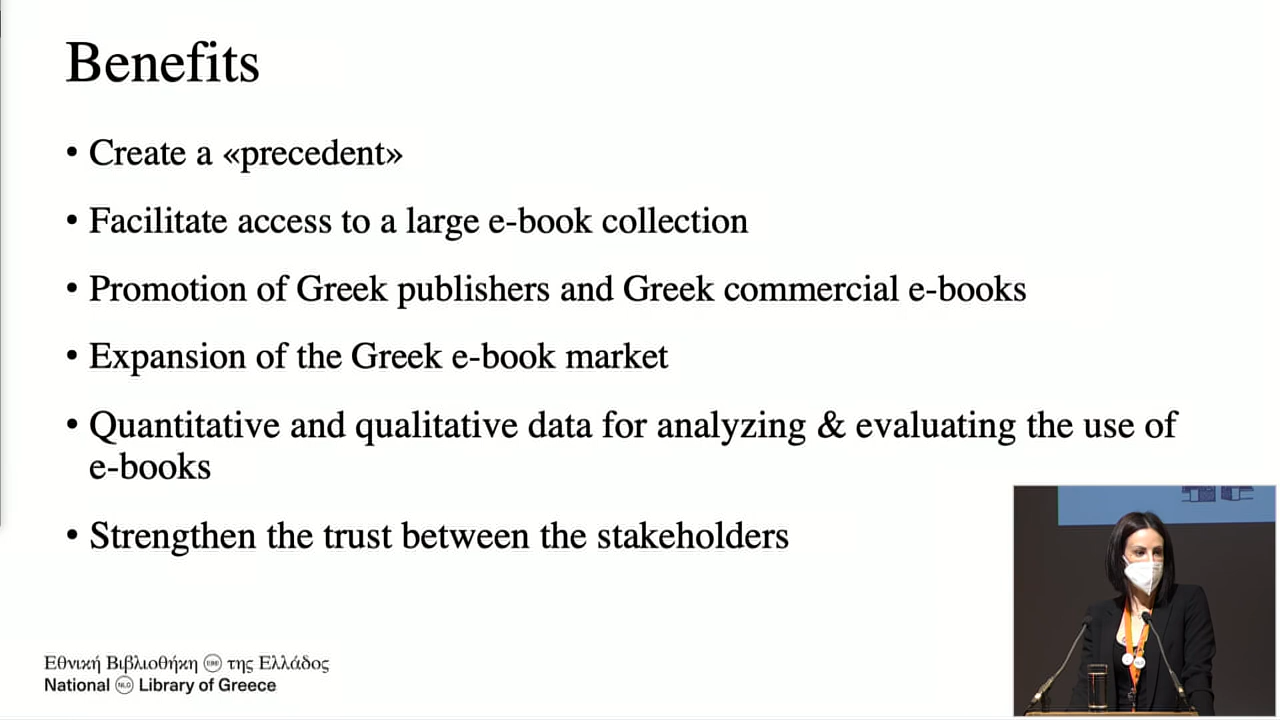 Benefits
• Create a «precedent»
• Facilitate access to a large e-book collection
• Promotion of Greek publishers and Greek commercial e-books
• Expansion of the Greek e-book market
• Quantitative and qualitative data for analyzing & evaluating the use of
e-books
• Strengthen the trust between the stakeholders
Εθνική Βιβλιοθήκη της Ελλάδος
National NLG Library of Greece